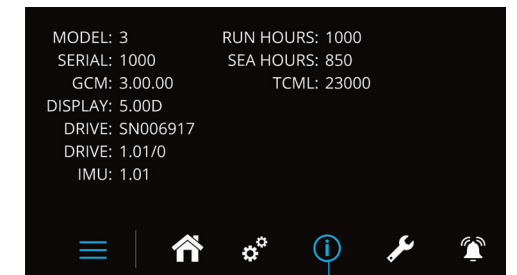 MODEL: 3
SERIAL: 1000
GCM: 3.00.00
DISPLAY: 5.00D
DRIVE: SN006917
DRIVE: 1.01/0
IMU: 1.01
RUN HOURS: 1000
SEA HOURS: 850
TCML: 23000